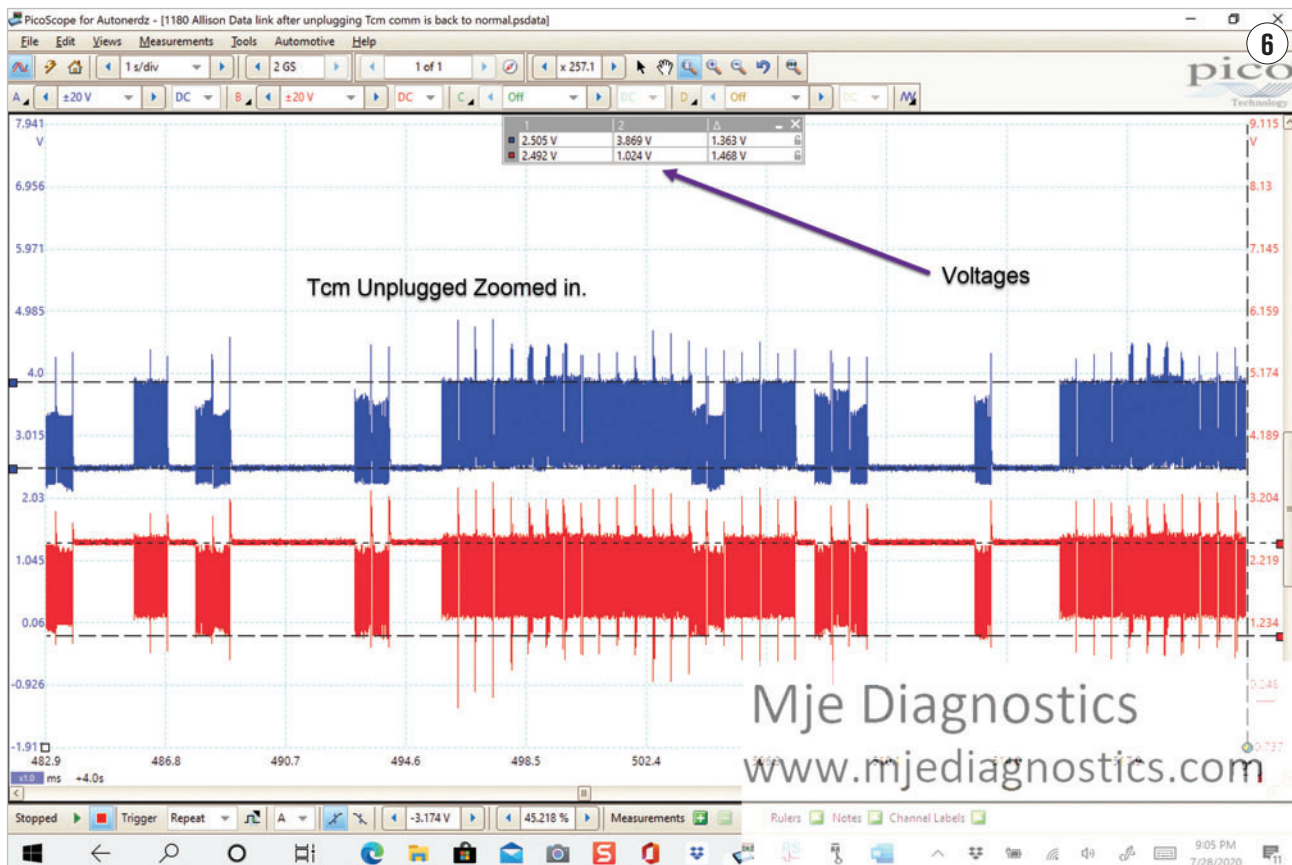 PicoScope for Autonerdz - [1180 Allison Data link after unplugging Tcm comm is back to normal.psdata]
6
File Edit Views Measurements Tools Automotive Help
1 s/div 2 GS 1 of 1 x 257.1
pico
Technology
A ±20 V DC B ±20 V DC C Off DC D Off DC
7.941 9.115
V V
1 2 Δ
2.505 V 3.869 V 1.363 V
2.492 V 1.024 V 1.468 V
6.956 8.13
5.971 7.145
Voltages
Tcm Unplugged Zoomed in.
4.985 6.159
4.0 5.174
3.015 4.189
2.03 3.204
1.045 2.219
0.06 1.234
-0.926
Mje Diagnostics
-1.91
482.9 486.8 490.7 494.6 498.5 502.4
www.mjediagnostics.com
x1.0 ms +4.0s
Stopped Trigger Repeat A -3.174 V 45.218 % Measurements Rulers Notes Channel Labels
9:05 PM
7/28/2020
11